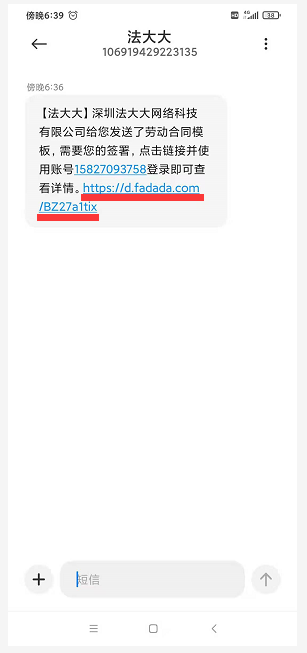 傍晚6:39
HD 4G 38
法大大
106919429223135
傍晚6:36
【法大大】深圳法大大网络科技
有限公司给您发送了劳动合同模
板，需要您的签署，点击链接并使
用账号15827093758登录即可查
看详情。https://d.fadada.com
/BZ27a1tix
短信